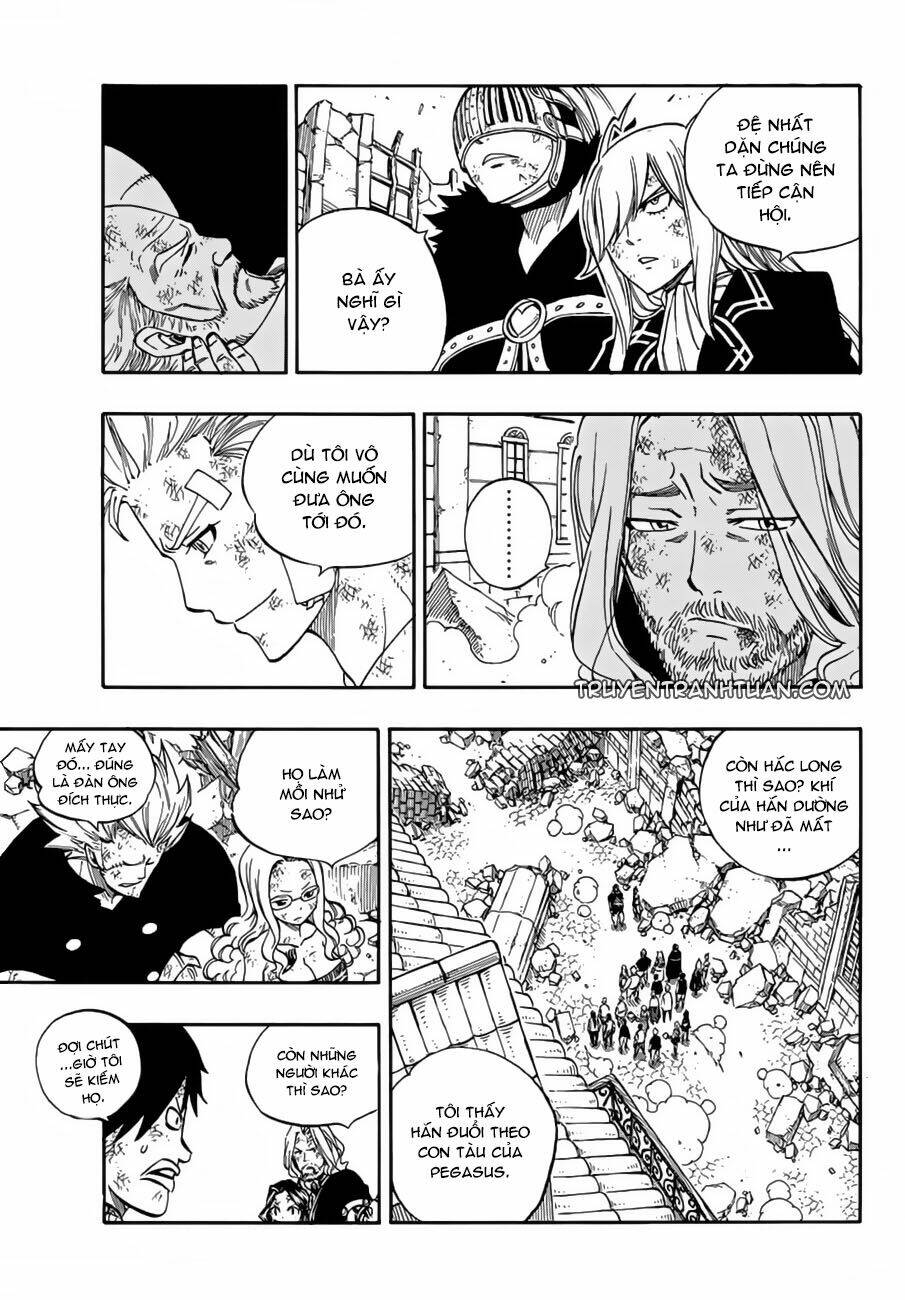 ĐỆ NHẤT
DẶN CHÚNG
TA ĐỪNG NÊN
TIẾP CẬN
HỘI.
BÀ ẤY
NGHĨ GÌ
VẬY?
.........
DÙ TÔI VÔ
CÙNG MUỐN
ĐƯA ÔNG
TỚI ĐÓ.
TRUYENTRANHTUAN.COM
CÒN HẮC LONG
THÌ SAO? KHÍ
CỦA HẮN DƯỜNG
NHƯ ĐÃ MẤT
...
TÔI THẤY
HẮN ĐUỔI THEO
CON TÀU CỦA
PEGASUS.
HỌ LÀM
MỒI NHỬ
SAO?
MẤY TAY
ĐÓ... ĐÚNG
LÀ ĐÀN ÔNG
ĐÍCH THỰC.
CÒN NHỮNG
NGƯỜI KHÁC
THÌ SAO?
ĐỢI CHÚT
...GIỜ TÔI
SẼ KIẾM
HỌ.